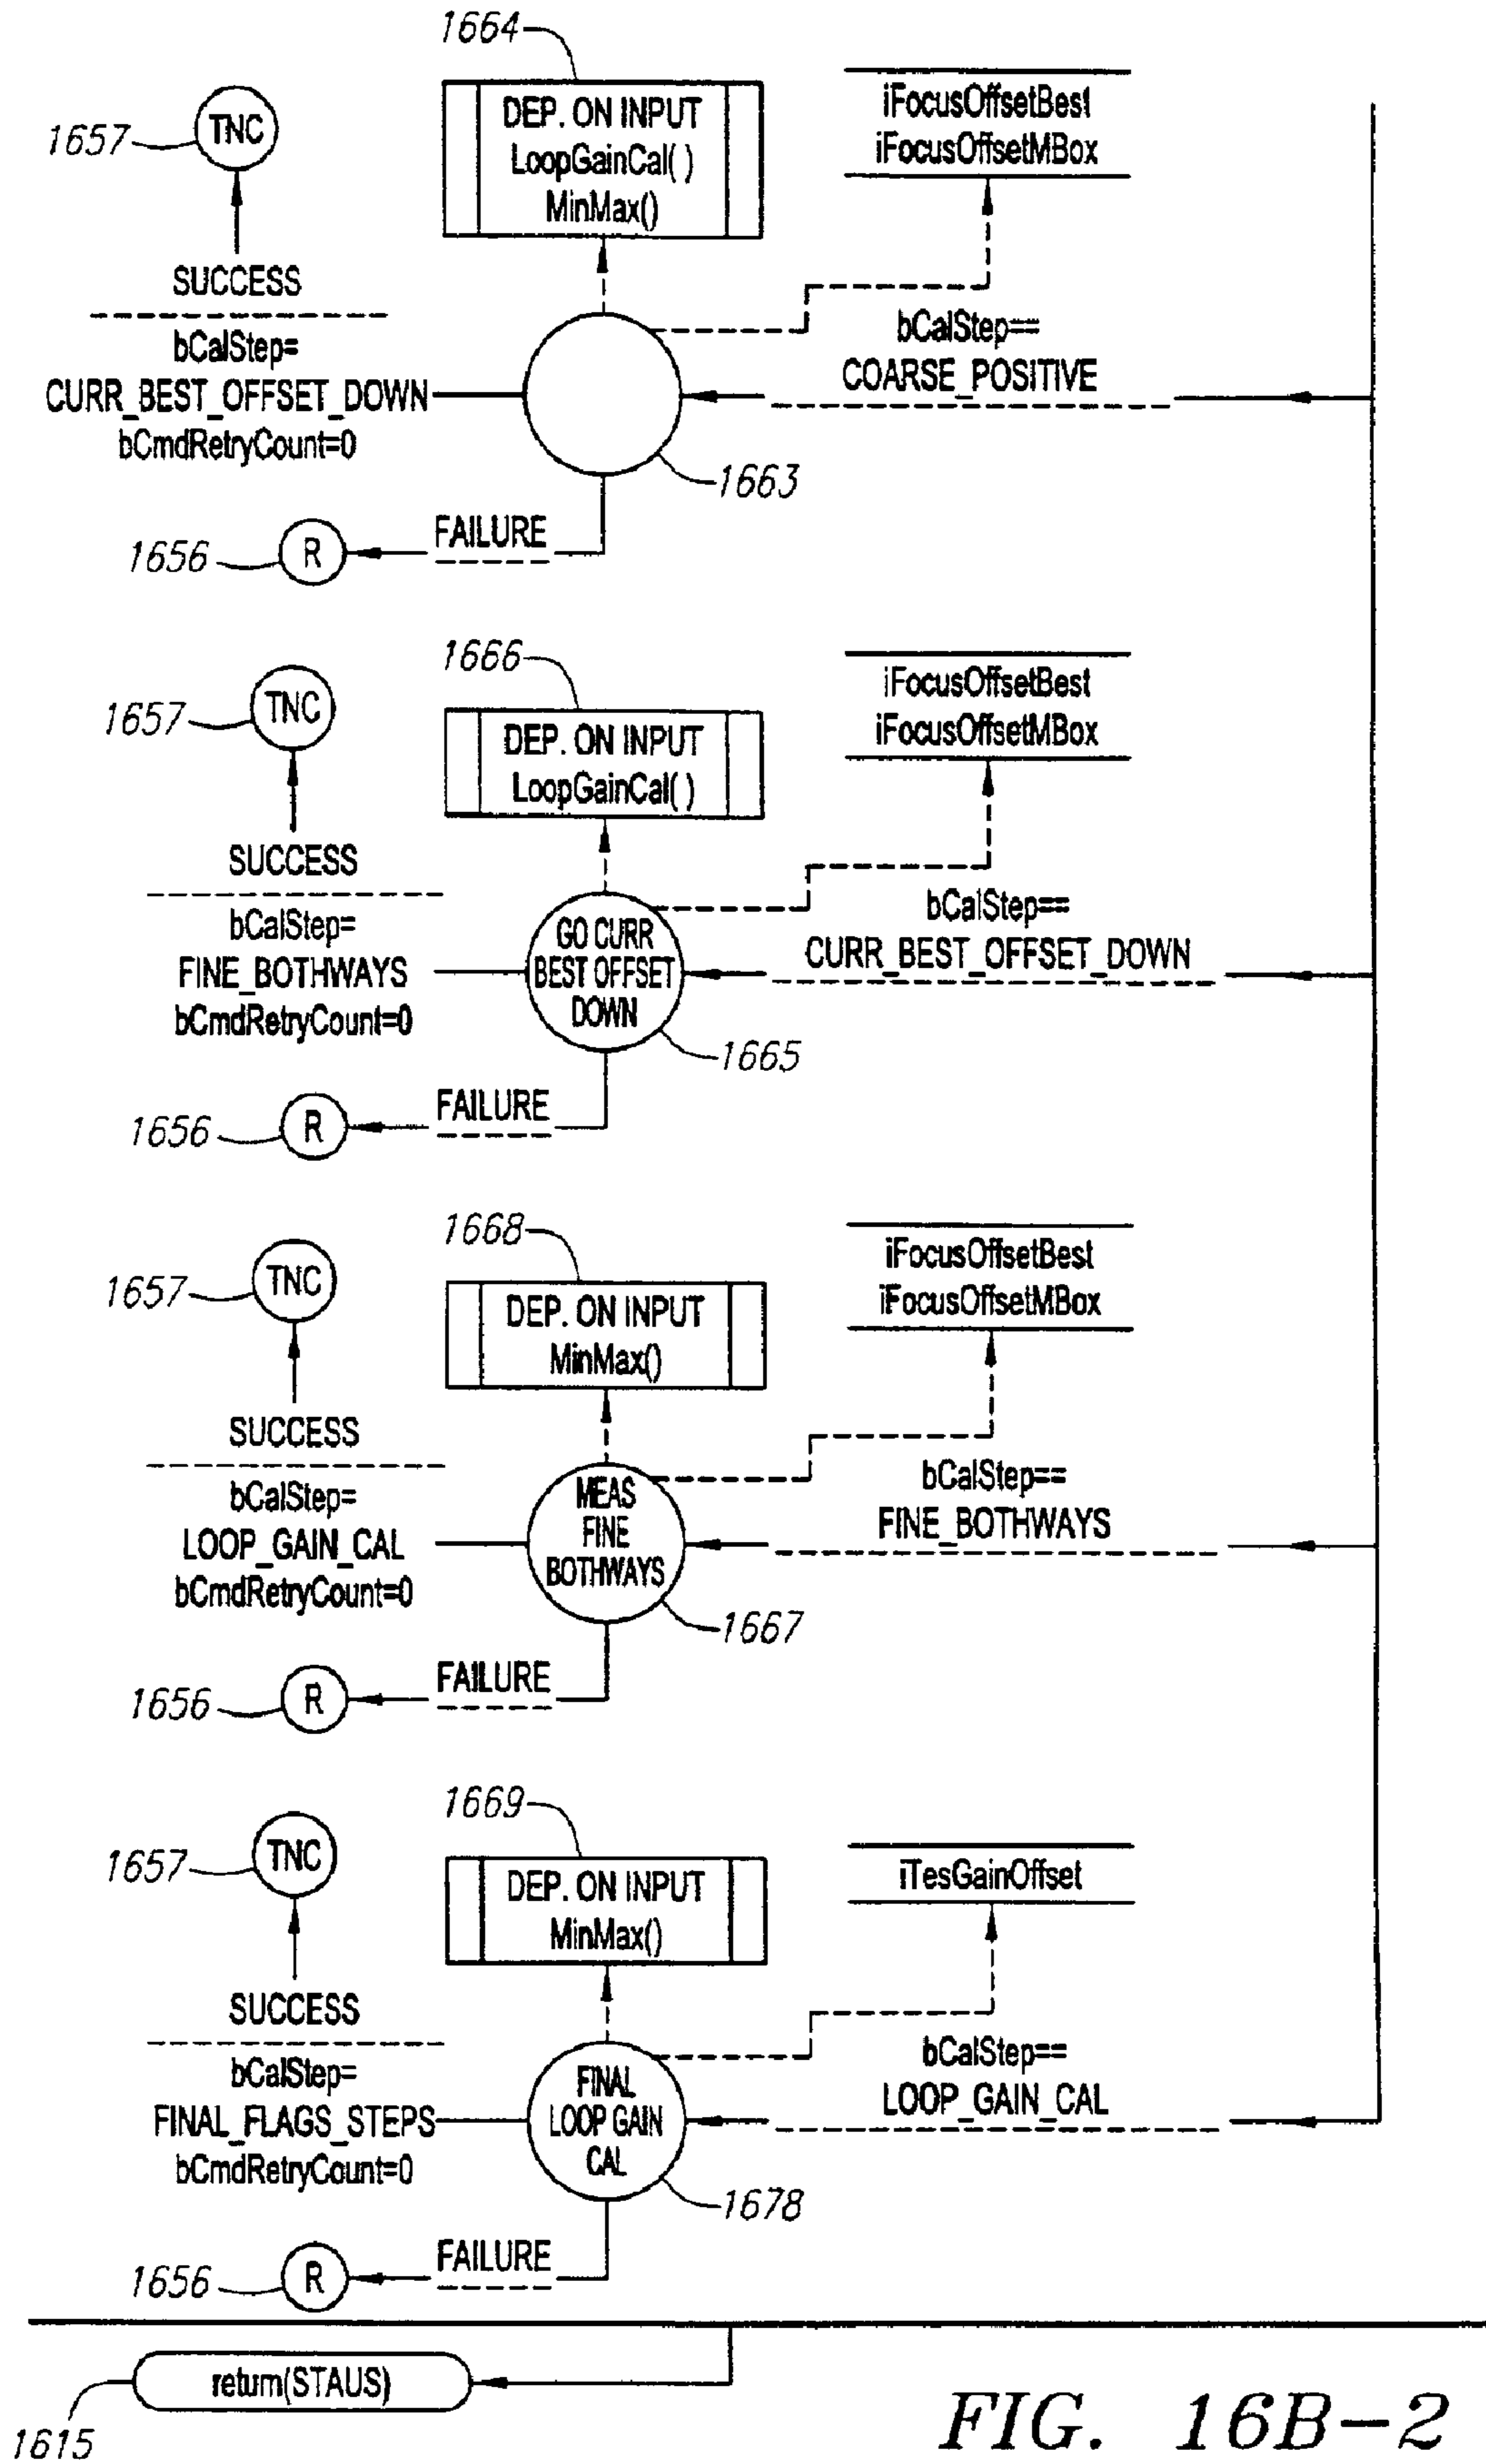 1664
1657
TNC
DEP. ON INPUT
LoopGainCal( )
MinMax()
iFocusOffsetBest
iFocusOffsetMBox
SUCCESS
bCalStep=
CURR_BEST_OFFSET_DOWN
bCmdRetryCount=0
bCalStep==
COARSE_POSITIVE
1663
1656
R
FAILURE
1666
1657
TNC
DEP. ON INPUT
LoopGainCal( )
iFocusOffsetBest
iFocusOffsetMBox
SUCCESS
bCalStep=
FINE_BOTHWAYS
bCmdRetryCount=0
GO CURR
BEST OFFSET
DOWN
bCalStep==
CURR_BEST_OFFSET_DOWN
1665
1656
R
FAILURE
1668
1657
TNC
DEP. ON INPUT
MinMax()
iFocusOffsetBest
iFocusOffsetMBox
SUCCESS
bCalStep=
LOOP_GAIN_CAL
bCmdRetryCount=0
MEAS
FINE
BOTHWAYS
bCalStep==
FINE_BOTHWAYS
1667
1656
R
FAILURE
1669
1657
TNC
DEP. ON INPUT
MinMax()
iTesGainOffset
SUCCESS
bCalStep=
FINAL_FLAGS_STEPS
bCmdRetryCount=0
FINAL
LOOP GAIN
CAL
bCalStep==
LOOP_GAIN_CAL
1678
1656
R
FAILURE
return(STAUS)
1615
FIG. 16B-2